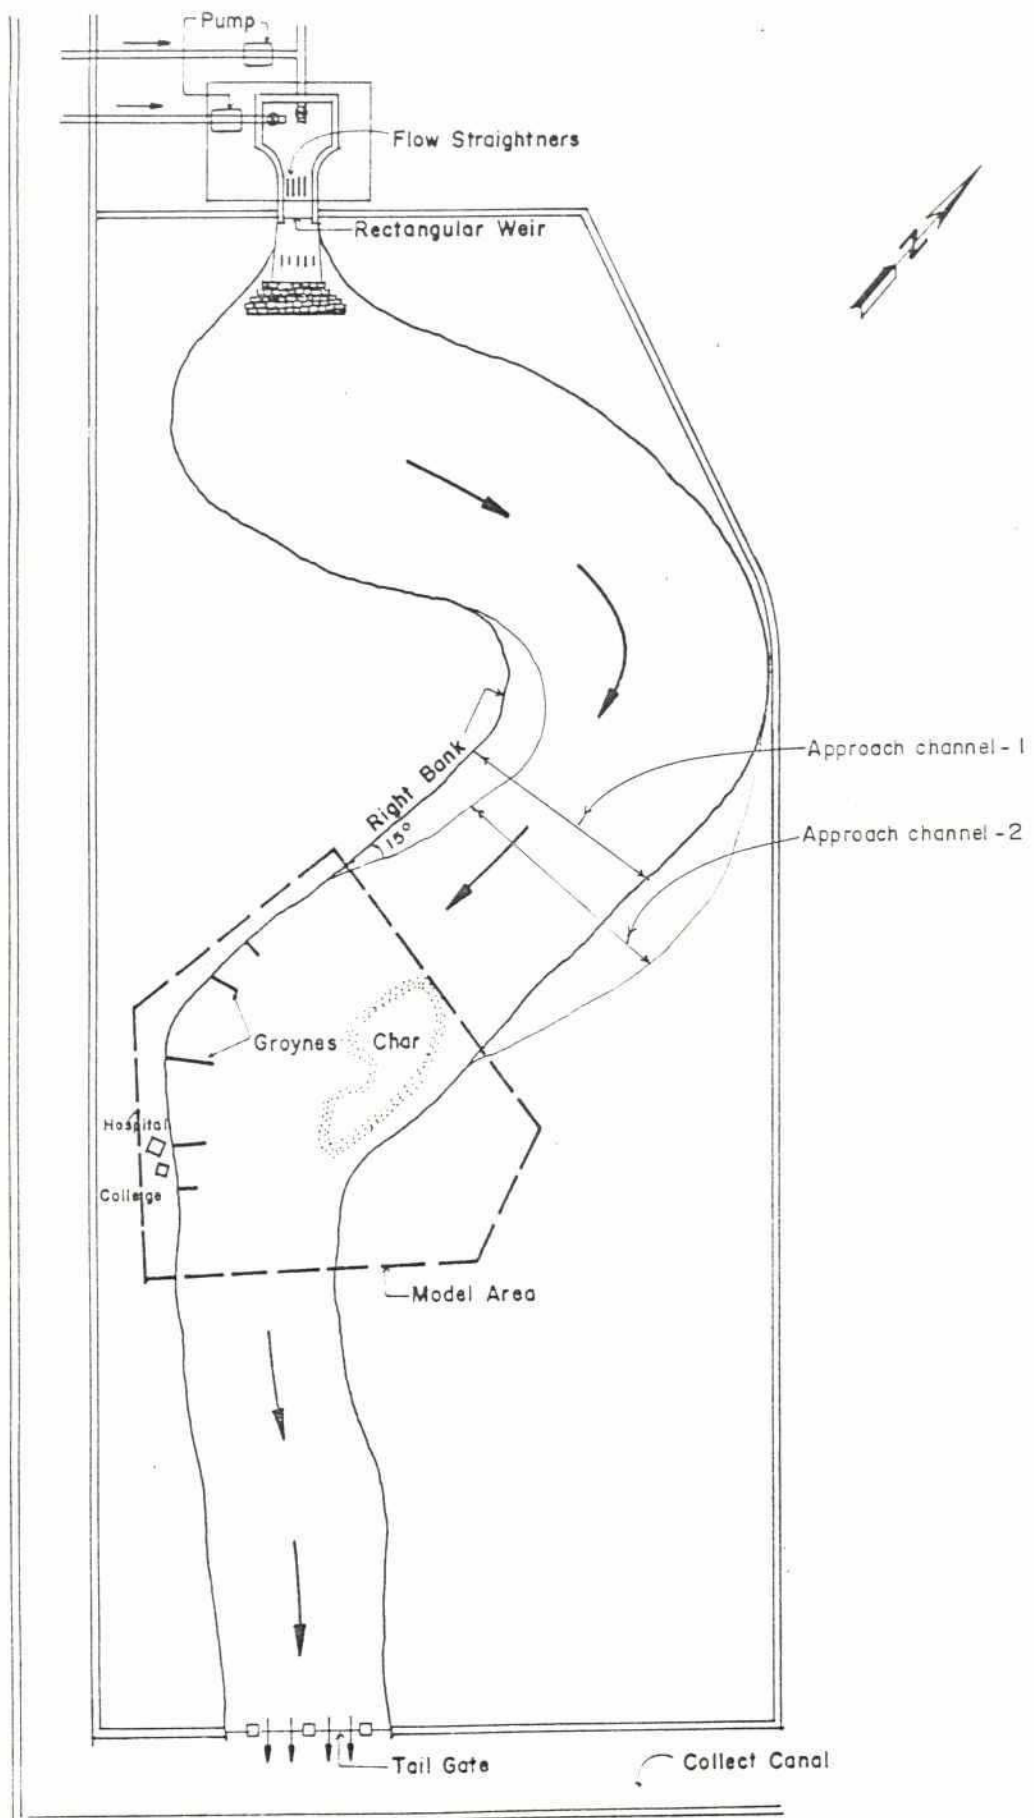 Pump
Flow Straightners
Rectangular Weir
N
Approach channel-1
Right Bank
15°
Approach channel-2
Groynes
Char
Hospital
College
Model Area
Tail Gate
Collect Canal